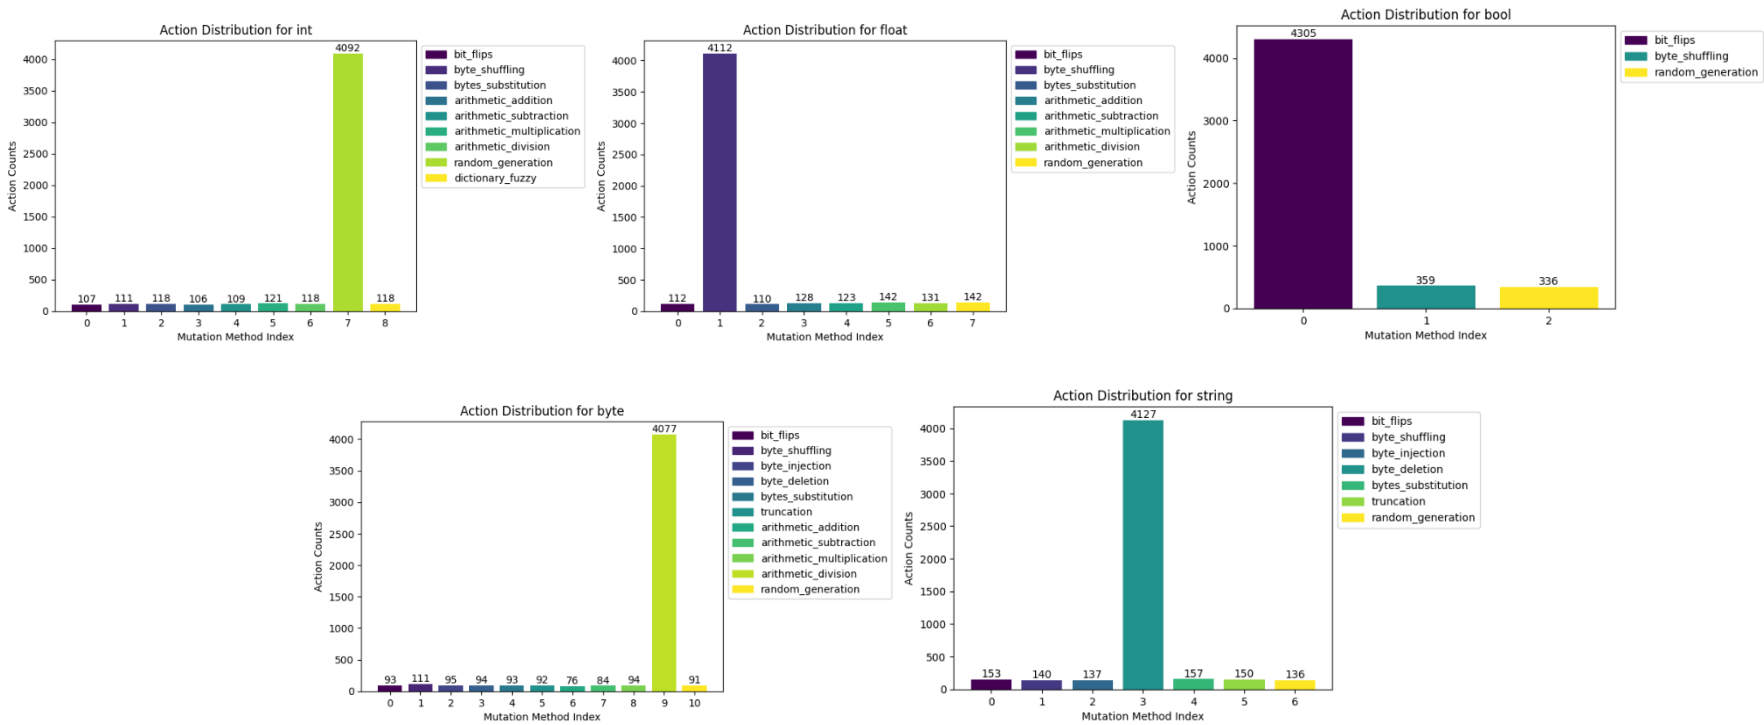 Action Distribution for int
4092
4000
3500
3000
2500
2000
1500
1000
500
0
Action Counts
107 111 118 106 109 121 118 118
0 1 2 3 4 5 6 7 8
Mutation Method Index
bit_flips
byte_shuffling
bytes_substitution
arithmetic_addition
arithmetic_subtraction
arithmetic_multiplication
arithmetic_division
random_generation
dictionary_fuzzy
Action Distribution for float
4112
4000
3500
3000
2500
2000
1500
1000
500
0
Action Counts
112 110 128 123 142 131 142
0 1 2 3 4 5 6 7
Mutation Method Index
bit_flips
byte_shuffling
bytes_substitution
arithmetic_addition
arithmetic_subtraction
arithmetic_multiplication
arithmetic_division
random_generation
Action Distribution for bool
4305
4000
3000
2000
1000
0
Action Counts
359 336
0 1 2
Mutation Method Index
bit_flips
byte_shuffling
random_generation
Action Distribution for byte
4077
4000
3500
3000
2500
2000
1500
1000
500
0
Action Counts
93 111 95 94 93 92 76 84 94 91
0 1 2 3 4 5 6 7 8 9 10
Mutation Method Index
bit_flips
byte_shuffling
byte_injection
byte_deletion
bytes_substitution
truncation
arithmetic_addition
arithmetic_subtraction
arithmetic_multiplication
arithmetic_division
random_generation
Action Distribution for string
4127
4000
3500
3000
2500
2000
1500
1000
500
0
Action Counts
153 140 137 157 150 136
0 1 2 3 4 5 6
Mutation Method Index
bit_flips
byte_shuffling
byte_injection
byte_deletion
bytes_substitution
truncation
random_generation